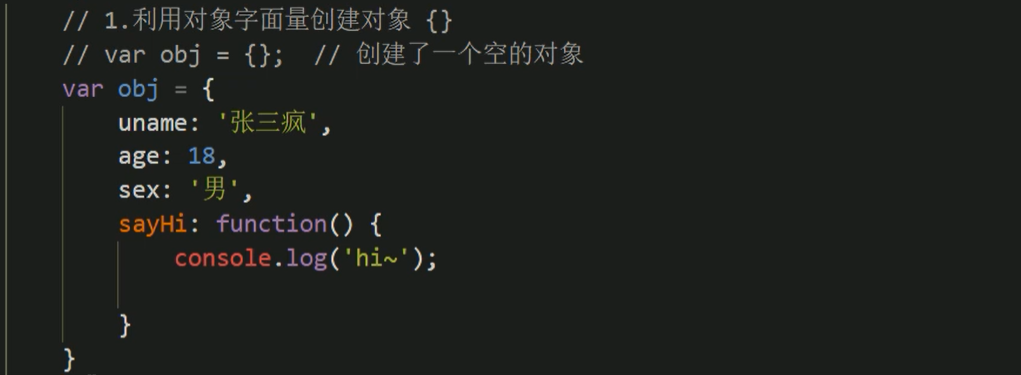 // 1.利用对象字面量创建对象 {}
// var obj = {};  // 创建了一个空的对象
var obj = {
    uname: '张三疯',
    age: 18,
    sex: '男',
    sayHi: function() {
        console.log('hi~');
    }
}